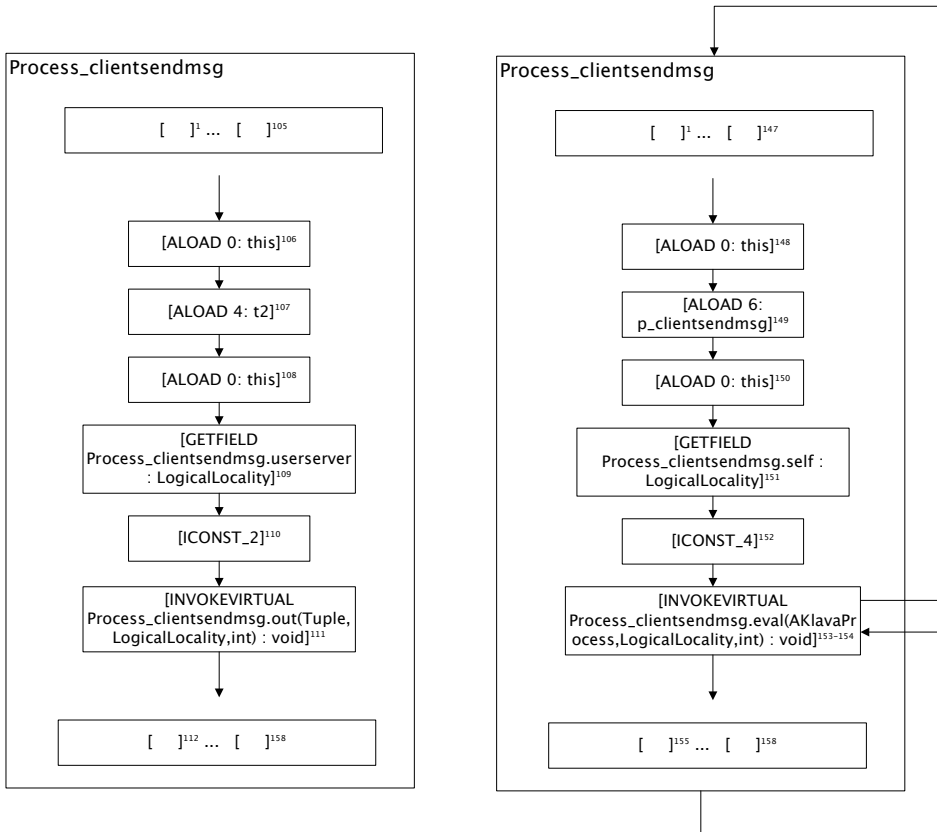 Process_clientsendmsg
[ ]¹ ... [ ]¹⁰⁵
[ALOAD 0: this]¹⁰⁶
[ALOAD 4: t2]¹⁰⁷
[ALOAD 0: this]¹⁰⁸
[GETFIELD
Process_clientsendmsg.userserver
: LogicalLocality]¹⁰⁹
[ICONST_2]¹¹⁰
[INVOKEVIRTUAL
Process_clientsendmsg.out(Tuple,
LogicalLocality,int) : void]¹¹¹
[ ]¹¹² ... [ ]¹⁵⁸
Process_clientsendmsg
[ ]¹ ... [ ]¹⁴⁷
[ALOAD 0: this]¹⁴⁸
[ALOAD 6:
p_clientsendmsg]¹⁴⁹
[ALOAD 0: this]¹⁵⁰
[GETFIELD
Process_clientsendmsg.self :
LogicalLocality]¹⁵¹
[ICONST_4]¹⁵²
[INVOKEVIRTUAL
Process_clientsendmsg.eval(AKlavaPr
ocess,LogicalLocality,int) : void]¹⁵³⁻¹⁵⁴
[ ]¹⁵⁵ ... [ ]¹⁵⁸